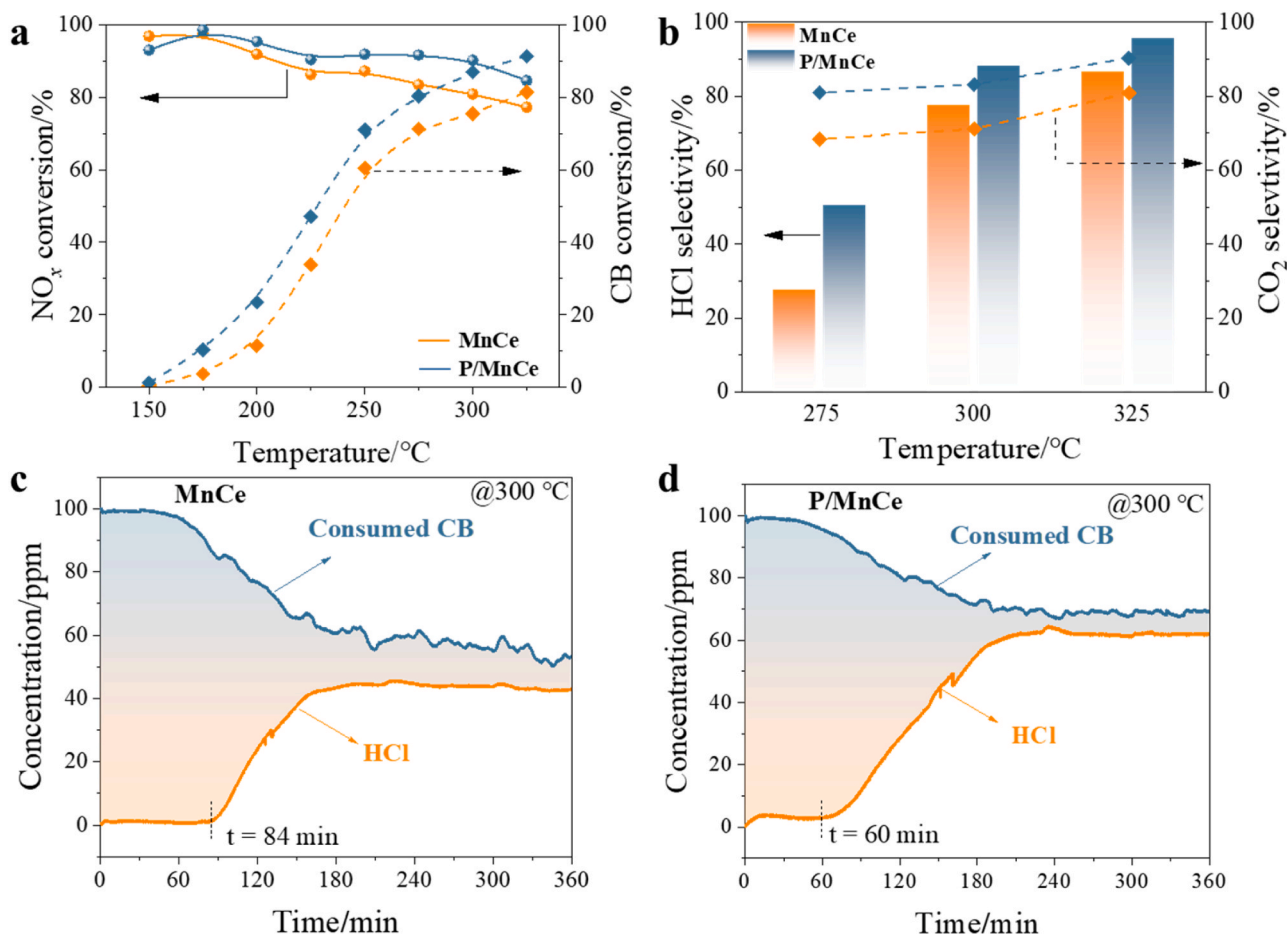 a
NOx conversion/%
100
80
60
40
20
0
100
80
60
40
20
0
CB conversion/%
MnCe
P/MnCe
150
200
250
300
Temperature/°C
b
HCl selectivity/%
100
80
60
40
20
0
MnCe
P/MnCe
100
80
60
40
20
0
CO2 selevtivity/%
275
300
325
Temperature/°C
c
MnCe
@300 °C
Concentration/ppm
100
80
60
40
20
0
Consumed CB
HCl
t = 84 min
0
60
120
180
240
300
360
Time/min
d
P/MnCe
@300 °C
Concentration/ppm
100
80
60
40
20
0
Consumed CB
HCl
t = 60 min
0
60
120
180
240
300
360
Time/min